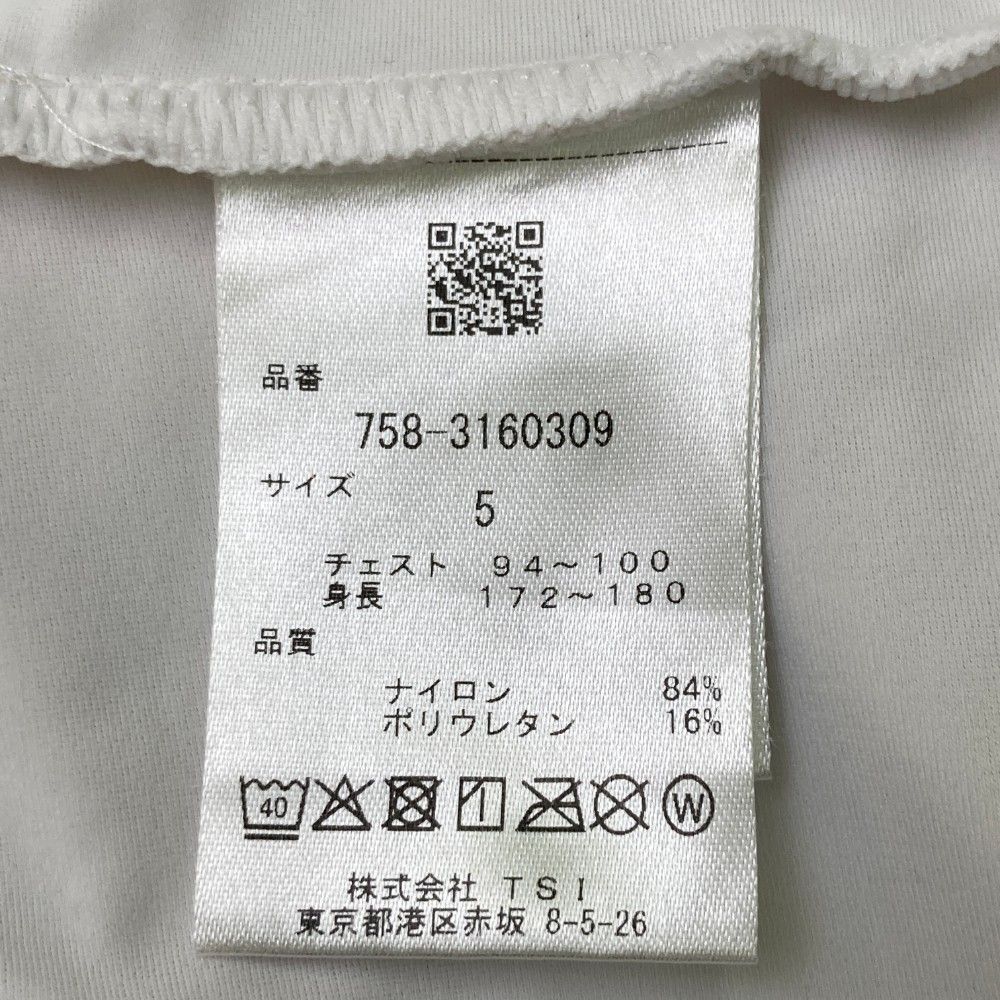 品番
758-3160309
サイズ
5
チェスト 94～100
身長 172～180
品質
ナイロン 84%
ポリウレタン 16%
40
W
株式会社 TSI
東京都港区赤坂 8-5-26